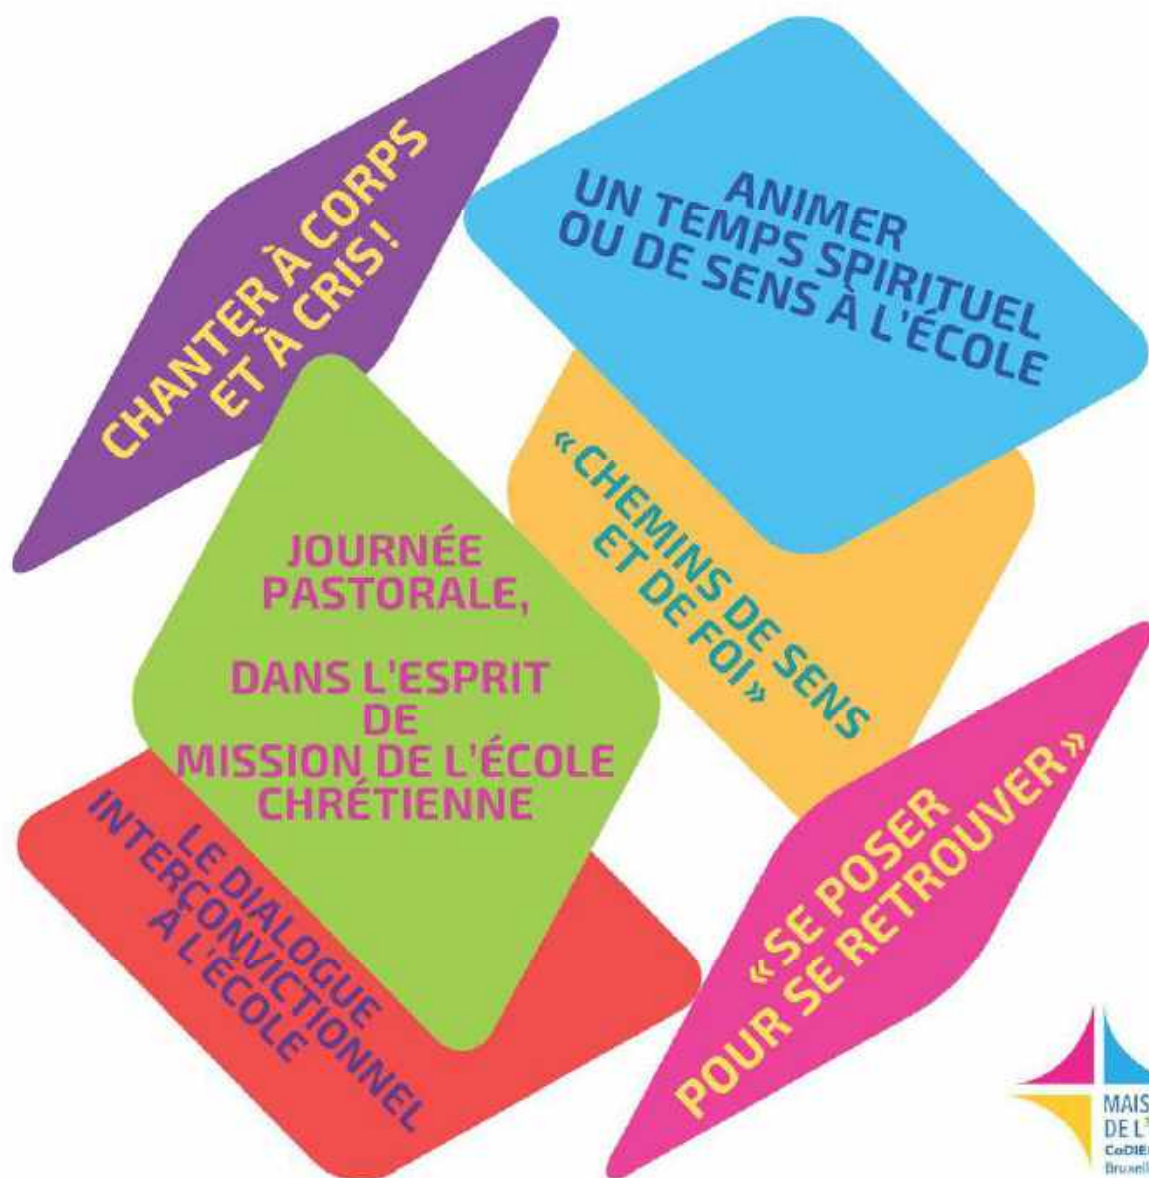 CHANTER À CORPS
ET À CRIS!
ANIMER
UN TEMPS SPIRITUEL
OU DE SENS À L'ÉCOLE
«CHEMINS DE SENS
ET DE FOI»
JOURNÉE
PASTORALE,
DANS L'ESPRIT
DE
MISSION DE L'ÉCOLE
CHRÉTIENNE
LE DIALOGUE
INTERCONVICTIONNEL
À L'ÉCOLE
«SE POSER
POUR SE RETROUVER»
MAIS
DE L'